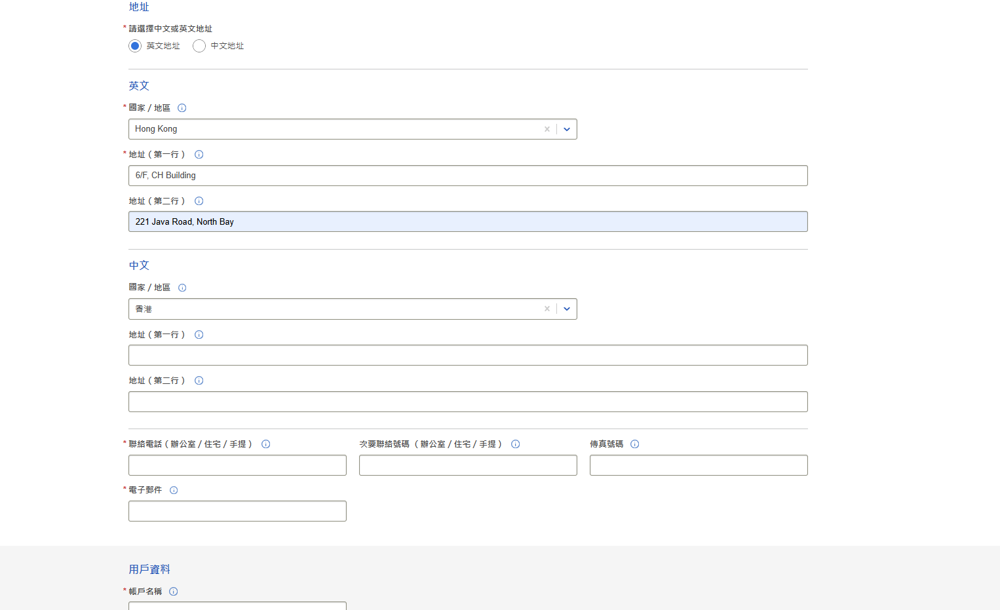 地址
* 請選擇中文或英文地址
英文地址 中文地址
英文
* 國家 / 地區
Hong Kong
* 地址 ( 第一行 )
6/F, CH Building
地址 ( 第二行 )
221 Java Road, North Bay
中文
國家 / 地區
香港
地址 ( 第一行 )
地址 ( 第二行 )
* 聯絡電話 ( 辦公室 / 住宅 / 手提 ) 次要聯絡號碼 ( 辦公室 / 住宅 / 手提 ) 傳真號碼
* 電子郵件
用戶資料
* 帳戶名稱